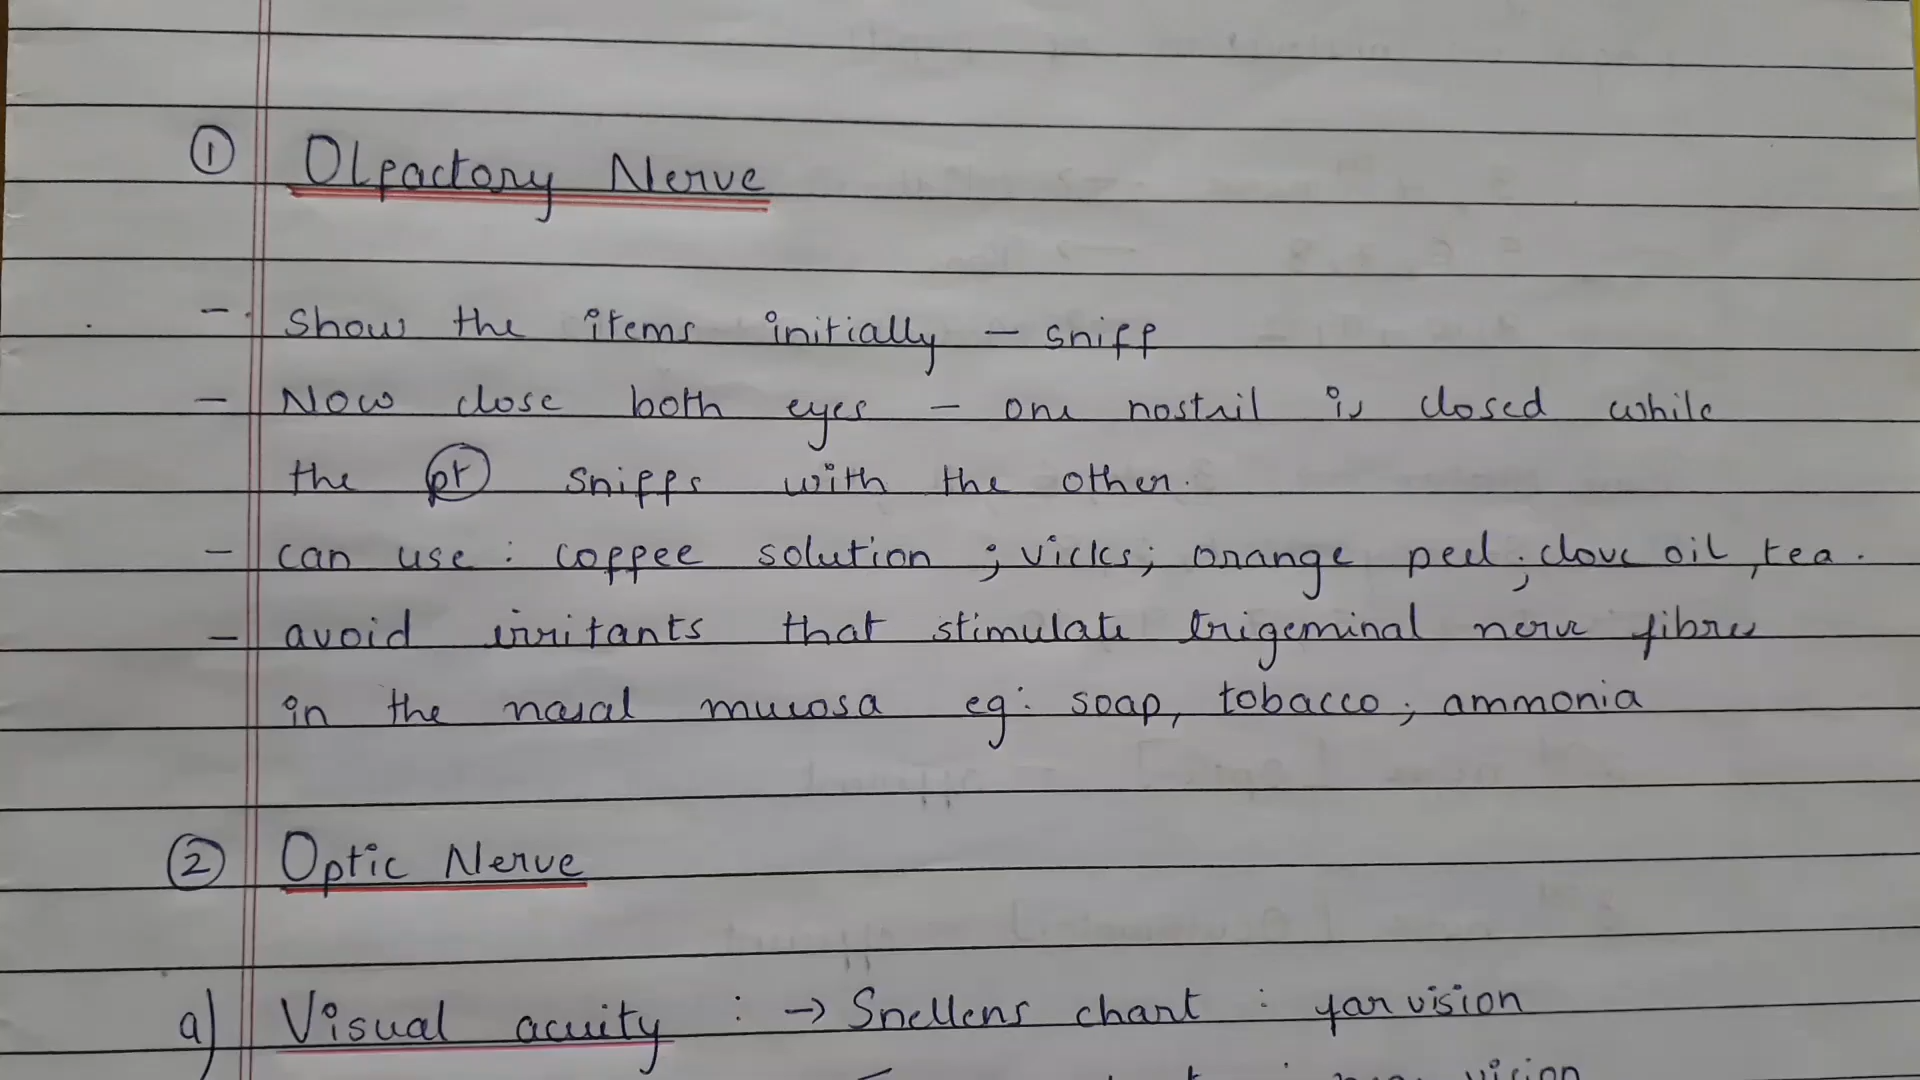 ① Olfactory Nerve
- show the items initially - sniff
- Now close both eyes - one nostril is closed while
the pt sniffs with the other.
- can use : coffee solution ; vicks; orange peel; clove oil, tea.
- avoid irritants that stimulate trigeminal nerve fibres
in the nasal mucosa eg: soap, tobacco, ammonia
② Optic Nerve
a) Visual acuity : → Snellens chart : far vision
vision